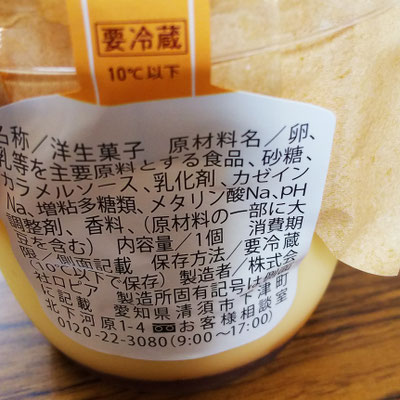 要冷蔵
10℃以下
名称/洋生菓子 原材料名/卵、
乳等を主要原料とする食品、砂糖、
カラメルソース、乳化剤、カゼイン
Na、増粘多糖類、メタリン酸Na、pH
調整剤、香料、(原材料の一部に大
豆を含む) 内容量/1個 消費期
限/側面記載 保存方法/要冷蔵
(10℃以下で保存) 製造者/株式会
社ロピア 製造所固有記号は
下記載 愛知県清須市下津町
北下河原1-4 お客様相談室
0120-22-3080(9:00~17:00)